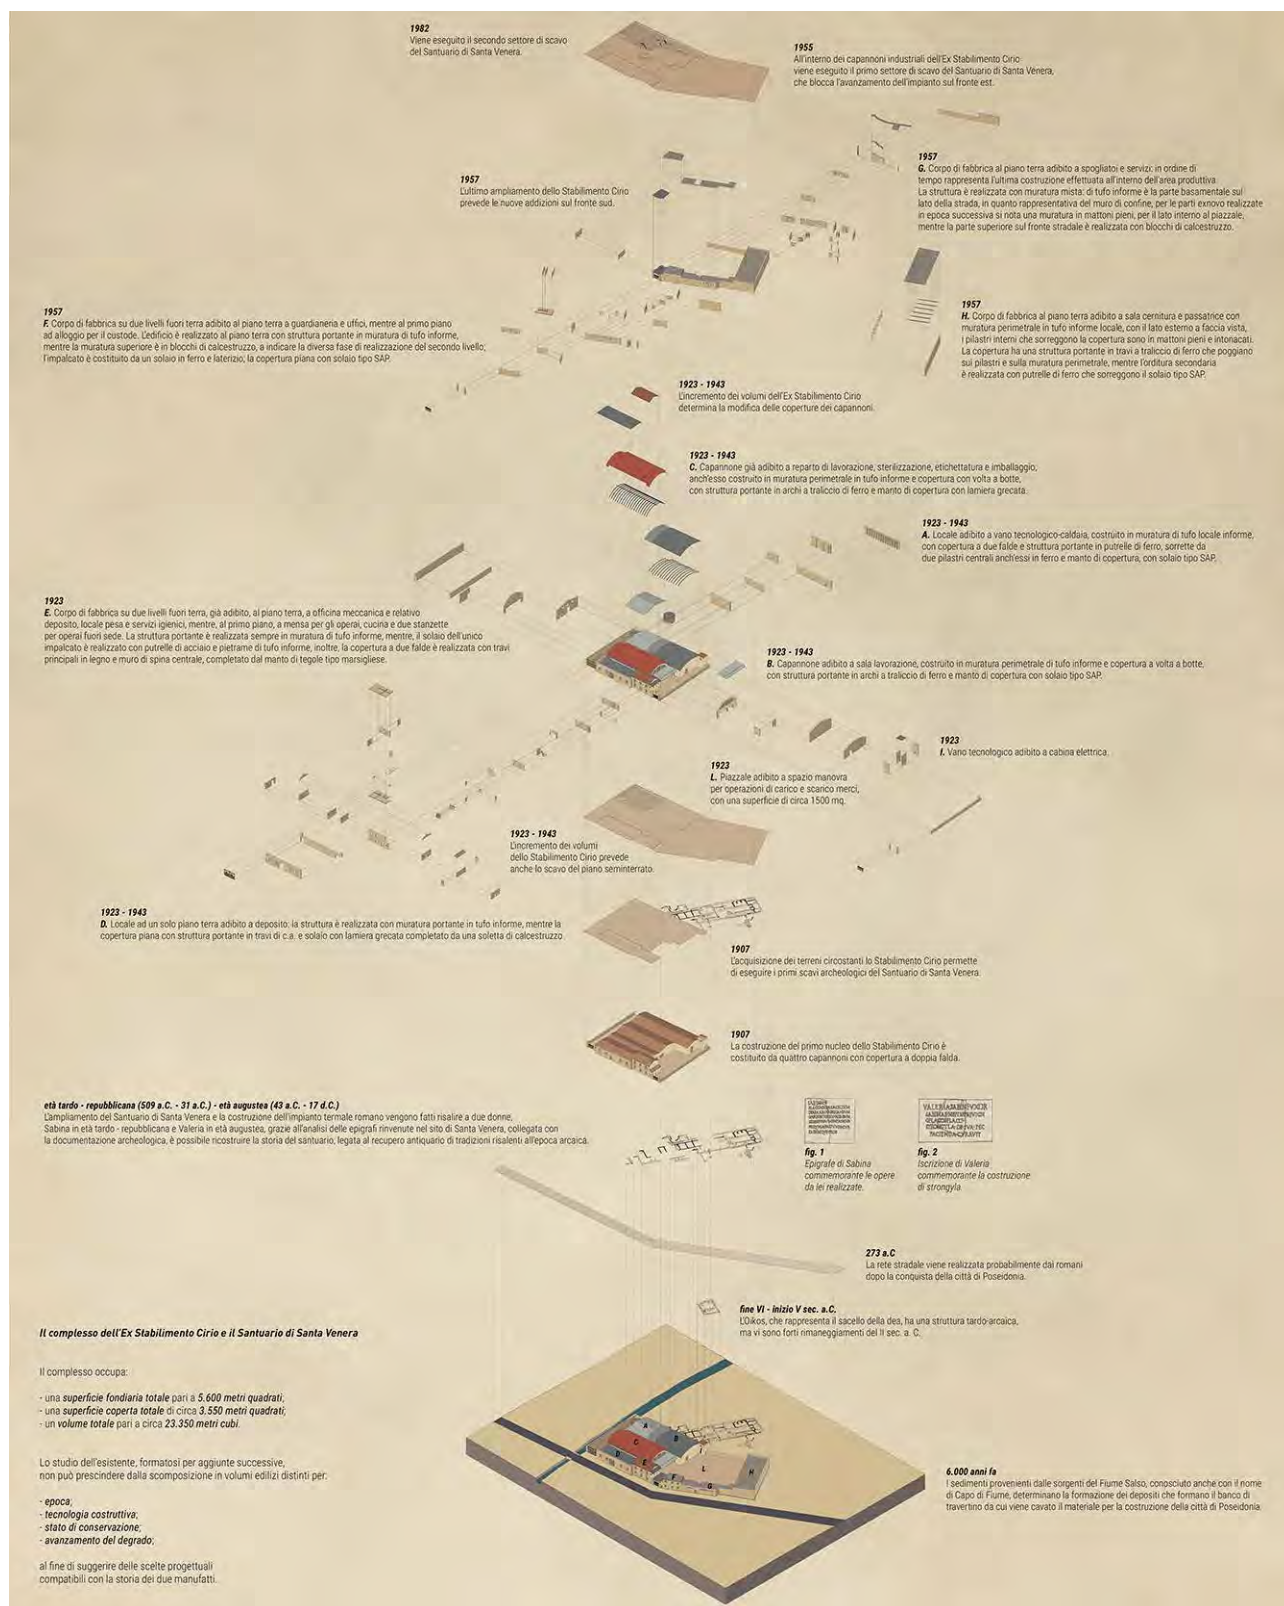 1982
Viene eseguito il secondo settore di scavo
del Santuario di Santa Venera.
1955
All'interno dei capannoni industriali dell'Ex Stabilimento Cirio
viene eseguito il primo settore di scavo del Santuario di Santa Venera,
che blocca l'avanzamento dell'impianto sul fronte est.
1957
G. Corpo di fabbrica al piano terra adibito a spogliatoi e servizi: in ordine di
tempo rappresenta l'ultima costruzione effettuata all'interno dell'area produttiva.
La struttura è realizzata con muratura mista: di tufo informe è la parte basamentale sul
lato della strada, in quanto rappresentativa del muro di confine, per le parti exnovo realizzate
in epoca successiva si nota una muratura in mattoni pieni, per il lato interno al piazzale,
mentre la parte superiore sul fronte stradale è realizzata con blocchi di calcestruzzo.
1957
L'ultimo ampliamento dello Stabilimento Cirio
prevede le nuove addizioni sul fronte sud.
1957
H. Corpo di fabbrica al piano terra adibito a sala cernitura e passatrice con
muratura perimetrale in tufo informe locale, con il lato esterno a faccia vista,
i pilastri interni che sorreggono la copertura sono in mattoni pieni e intonacati.
La copertura ha una struttura portante in travi a traliccio di ferro che poggiano
sui pilastri e sulla muratura perimetrale, mentre l'orditura secondaria
è realizzata con putrelle di ferro che sorreggono il solaio tipo SAP.
1957
F. Corpo di fabbrica su due livelli fuori terra adibito al piano terra a guardianeria e uffici, mentre al primo piano
ad alloggio per il custode. L'edificio è realizzato al piano terra con struttura portante in muratura di tufo informe,
mentre la muratura superiore è in blocchi di calcestruzzo, a indicare la diversa fase di realizzazione del secondo livello;
l'impalcato è costituito da un solaio in ferro e laterizio; la copertura piana con solaio tipo SAP.
1923 - 1943
L'incremento dei volumi dell'Ex Stabilimento Cirio
determina la modifica delle coperture dei capannoni.
1923 - 1943
C. Capannone già adibito a reparto di lavorazione, sterilizzazione, etichettatura e imballaggio,
anch'esso costruito in muratura perimetrale in tufo informe e copertura con volta a botte,
con struttura portante in archi a traliccio di ferro e manto di copertura con lamiera grecata.
1923 - 1943
A. Locale adibito a vano tecnologico-caldaia, costruito in muratura di tufo locale informe,
con copertura a due falde e struttura portante in putrelle di ferro, sorrette da
due pilastri centrali anch'essi in ferro e manto di copertura, con solaio tipo SAP.
1923
E. Corpo di fabbrica su due livelli fuori terra, già adibito, al piano terra, a officina meccanica e relativo
deposito, locale pesa e servizi igienici, mentre, al primo piano, a mensa per gli operai, cucina e due stanzette
per operai fuori sede. La struttura portante è realizzata sempre in muratura di tufo informe, mentre, il solaio dell'unico
impalcato è realizzato con putrelle di acciaio e pietrame di tufo informe, inoltre, la copertura a due falde è realizzata con travi
principali in legno e muro di spina centrale, completato dal manto di tegole tipo marsigliese.
1923 - 1943
B. Capannone adibito a sala lavorazione, costruito in muratura perimetrale di tufo informe e copertura a volta a botte,
con struttura portante in archi a traliccio di ferro e manto di copertura con solaio tipo SAP.
1923
I. Vano tecnologico adibito a cabina elettrica.
1923
L. Piazzale adibito a spazio manovra
per operazioni di carico e scarico merci,
con una superficie di circa 1500 mq.
1923 - 1943
L'incremento dei volumi
dello Stabilimento Cirio prevede
anche lo scavo del piano seminterrato.
1923 - 1943
D. Locale ad un solo piano terra adibito a deposito: la struttura è realizzata con muratura portante in tufo informe, mentre la
copertura piana con struttura portante in travi di c.a. e solaio con lamiera grecata completato da una soletta di calcestruzzo.
1907
L'acquisizione dei terreni circostanti lo Stabilimento Cirio permette
di eseguire i primi scavi archeologici del Santuario di Santa Venera.
1907
La costruzione del primo nucleo dello Stabilimento Cirio è
costituito da quattro capannoni con copertura a doppia falda.
età tardo - repubblicana (509 a.C. - 31 a.C.) - età augustea (43 a.C. - 17 d.C.)
L'ampliamento del Santuario di Santa Venera e la costruzione dell'impianto termale romano vengono fatti risalire a due donne,
Sabina in età tardo - repubblicana e Valeria in età augustea, grazie all'analisi delle epigrafi rinvenute nel sito di Santa Venera, collegata con
la documentazione archeologica, è possibile ricostruire la storia del santuario, legata al recupero antiquario di tradizioni risalenti all'epoca arcaica.
fig. 1
Epigrafe di Sabina
commemorante le opere
da lei realizzate.
fig. 2
Iscrizione di Valeria
commemorante la costruzione
di strongyla.
273 a.C
La rete stradale viene realizzata probabilmente dai romani
dopo la conquista della città di Poseidonia.
fine VI - inizio V sec. a.C.
L'Oikos, che rappresenta il sacello della dea, ha una struttura tardo-arcaica,
ma vi sono forti rimaneggiamenti del II sec. a. C.
Il complesso dell'Ex Stabilimento Cirio e il Santuario di Santa Venera
Il complesso occupa:
- una superficie fondiaria totale pari a 5.600 metri quadrati;
- una superficie coperta totale di circa 3.550 metri quadrati;
- un volume totale pari a circa 23.350 metri cubi.
Lo studio dell'esistente, formatosi per aggiunte successive,
non può prescindere dalla scomposizione in volumi edilizi distinti per:
- epoca;
- tecnologia costruttiva;
- stato di conservazione;
- avanzamento del degrado;
al fine di suggerire delle scelte progettuali
compatibili con la storia dei due manufatti.
A
B
C
D
E
F
L
H
G
6.000 anni fa
I sedimenti provenienti dalle sorgenti del Fiume Salso, conosciuto anche con il nome
di Capo di Fiume, determinano la formazione dei depositi che formano il banco di
travertino da cui viene cavato il materiale per la costruzione della città di Poseidonia.